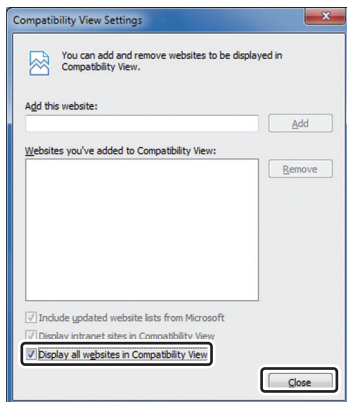 Compatibility View Settings
You can add and remove websites to be displayed in
Compatibility View.
Add this website:
Add
Websites you've added to Compatibility View:
Remove
Include updated website lists from Microsoft
Display intranet sites in Compatibility View
Display all websites in Compatibility View
Close